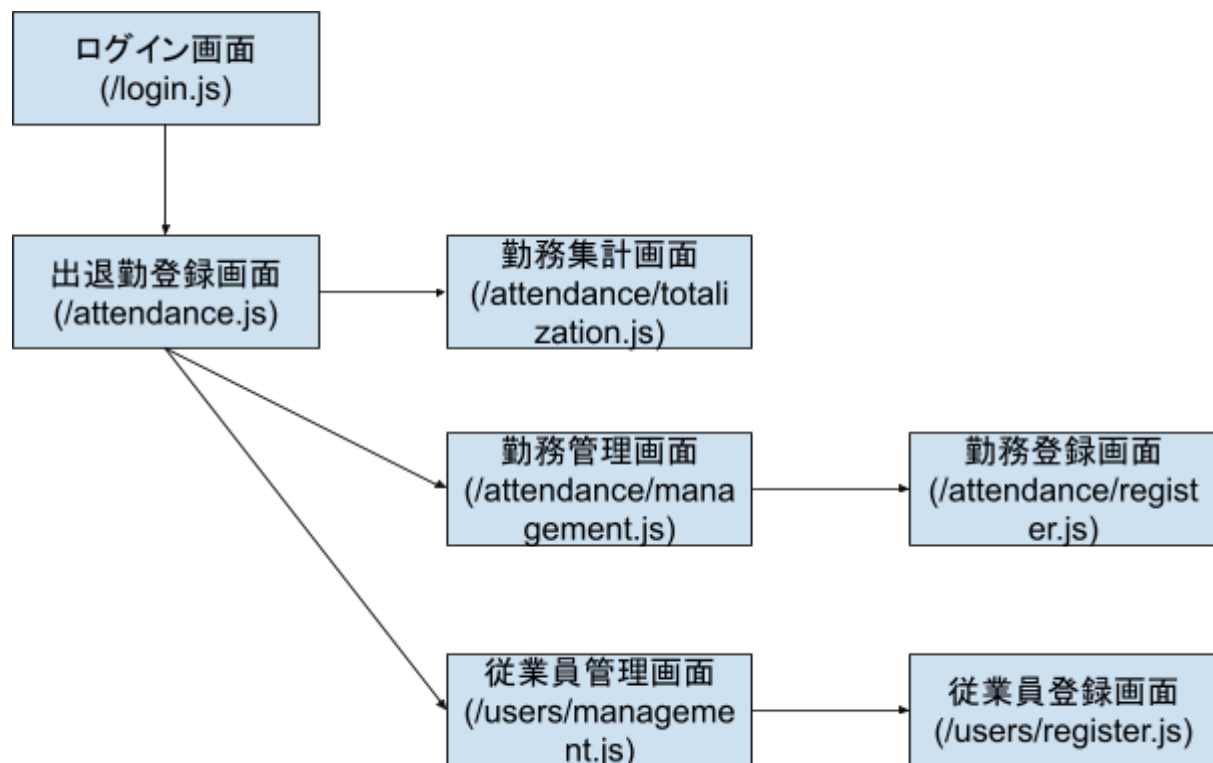 ログイン画面
(/login.js)
出退勤登録画面
(/attendance.js)
勤務集計画面
(/attendance/totali
zation.js)
勤務管理画面
(/attendance/mana
gement.js)
勤務登録画面
(/attendance/regist
er.js)
従業員管理画面
(/users/manageme
nt.js)
従業員登録画面
(/users/register.js)